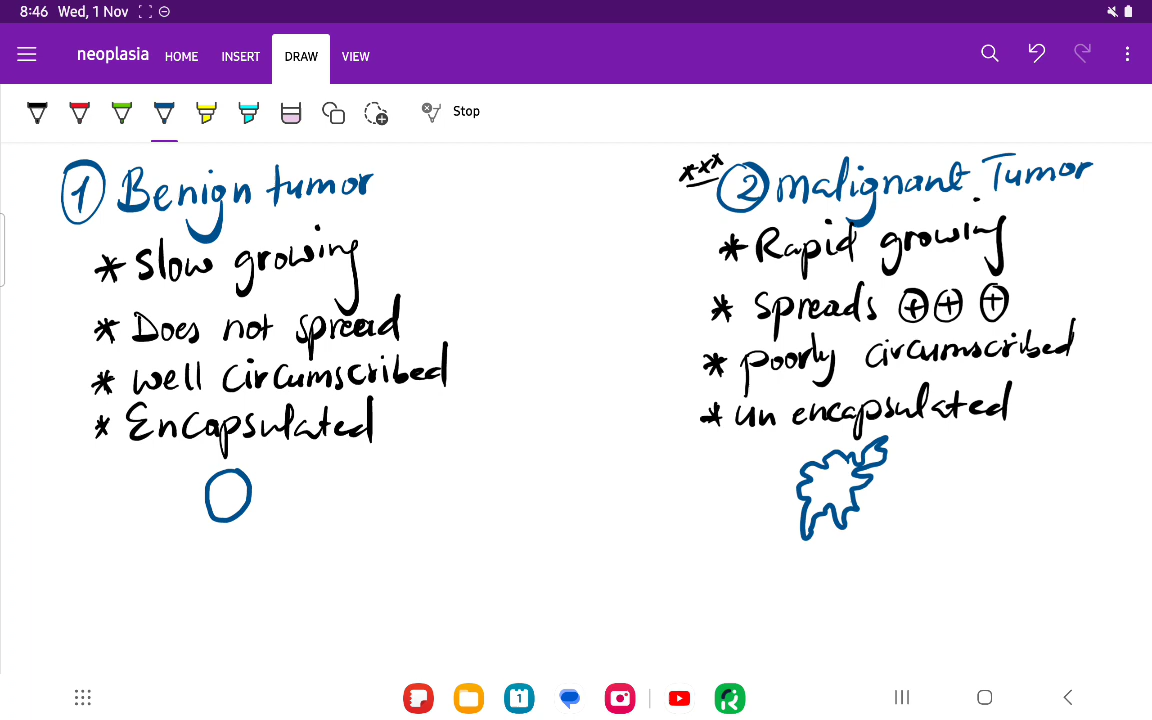 8:46 Wed, 1 Nov
neoplasia HOME INSERT DRAW VIEW
Stop
① Benign tumor
* Slow growing
* Does not spread
* well circumscribed
* Encapsulated
*** ② malignant Tumor
* Rapid growing
* Spreads ⊕ ⊕ ⊕
* poorly circumscribed
* un encapsulated
1